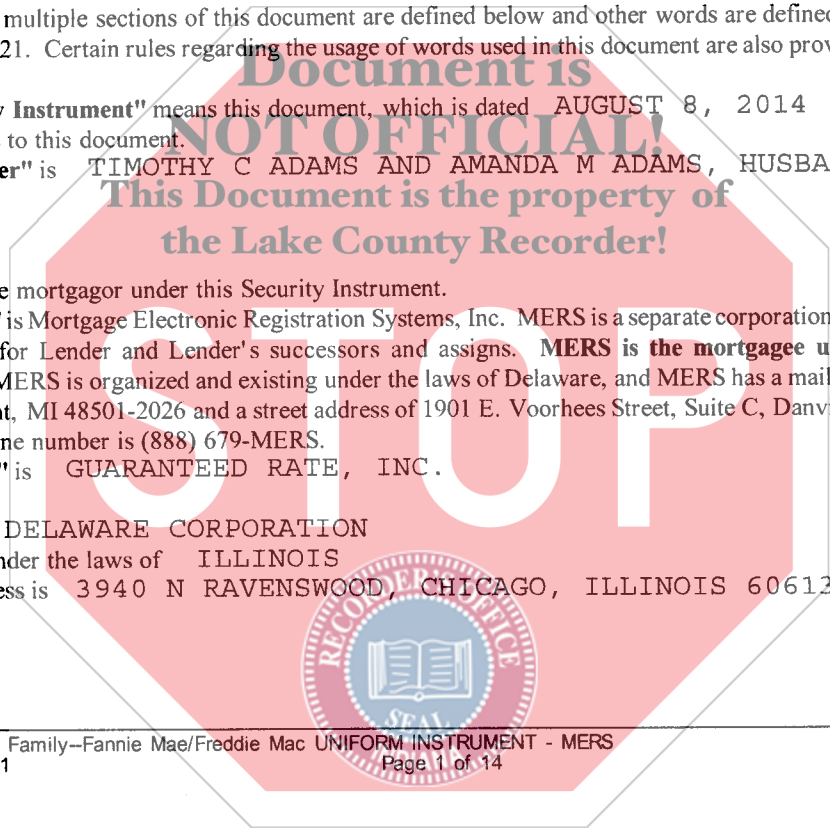 multiple sections of this document are defined below and other words are defined
21. Certain rules regarding the usage of words used in this document are also prov
Document is
y Instrument" means this document, which is dated AUGUST 8, 2014
to this document.
NOT OFFICIAL!
er" is TIMOTHY C ADAMS AND AMANDA M ADAMS, HUSBA
This Document is the property of
the Lake County Recorder!
e mortgagor under this Security Instrument.
" is Mortgage Electronic Registration Systems, Inc. MERS is a separate corporation
for Lender and Lender's successors and assigns. MERS is the mortgagee u
MERS is organized and existing under the laws of Delaware, and MERS has a mail
nt, MI 48501-2026 and a street address of 1901 E. Voorhees Street, Suite C, Danv
ne number is (888) 679-MERS.
STOP
" is GUARANTEED RATE, INC.
DELAWARE CORPORATION
nder the laws of ILLINOIS
ess is 3940 N RAVENSWOOD, CHICAGO, ILLINOIS 60613
RECORDER'S OFFICE
SEAL
INDIANA
Family--Fannie Mae/Freddie Mac UNIFORM INSTRUMENT - MERS
1
Page 1 of 14